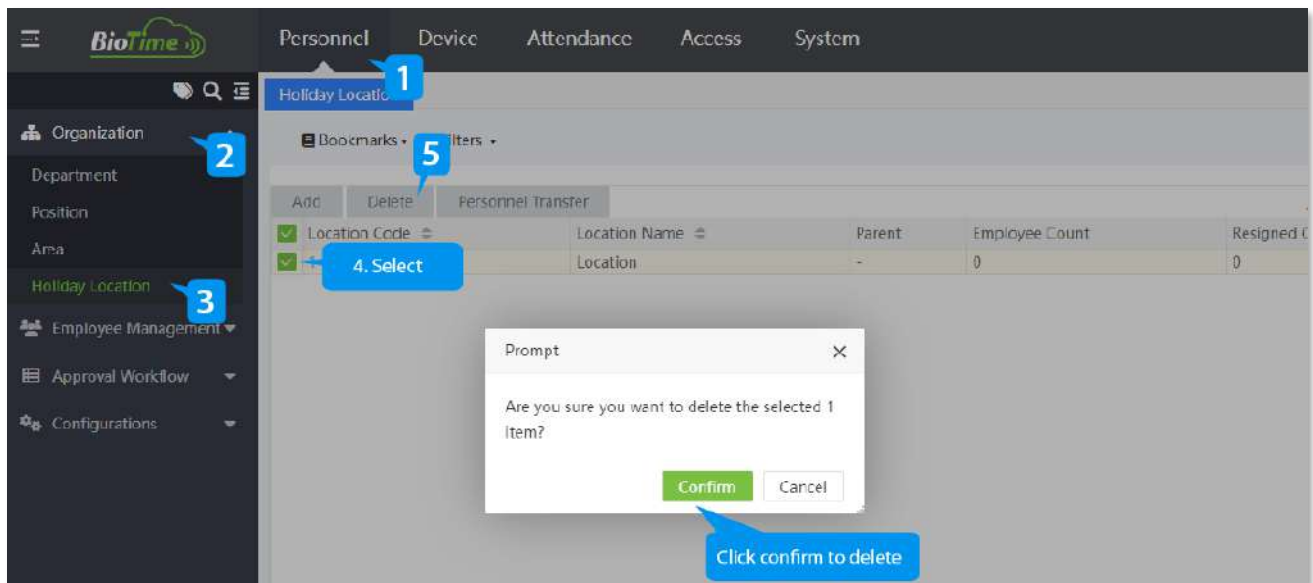 BioTime
Personnel Device Attendance Access System
1
Holiday Locatio
Organization
2
Bookmarks
lters
5
Department
Position
Area
Holiday Location
3
Employee Management
Approval Workflow
Configurations
Add Delete Personnel Transfer
Location Code Location Name Parent Employee Count Resigned
4. Select
Location - 0 0
Prompt
Are you sure you want to delete the selected 1
Item?
Confirm Cancel
Click confirm to delete